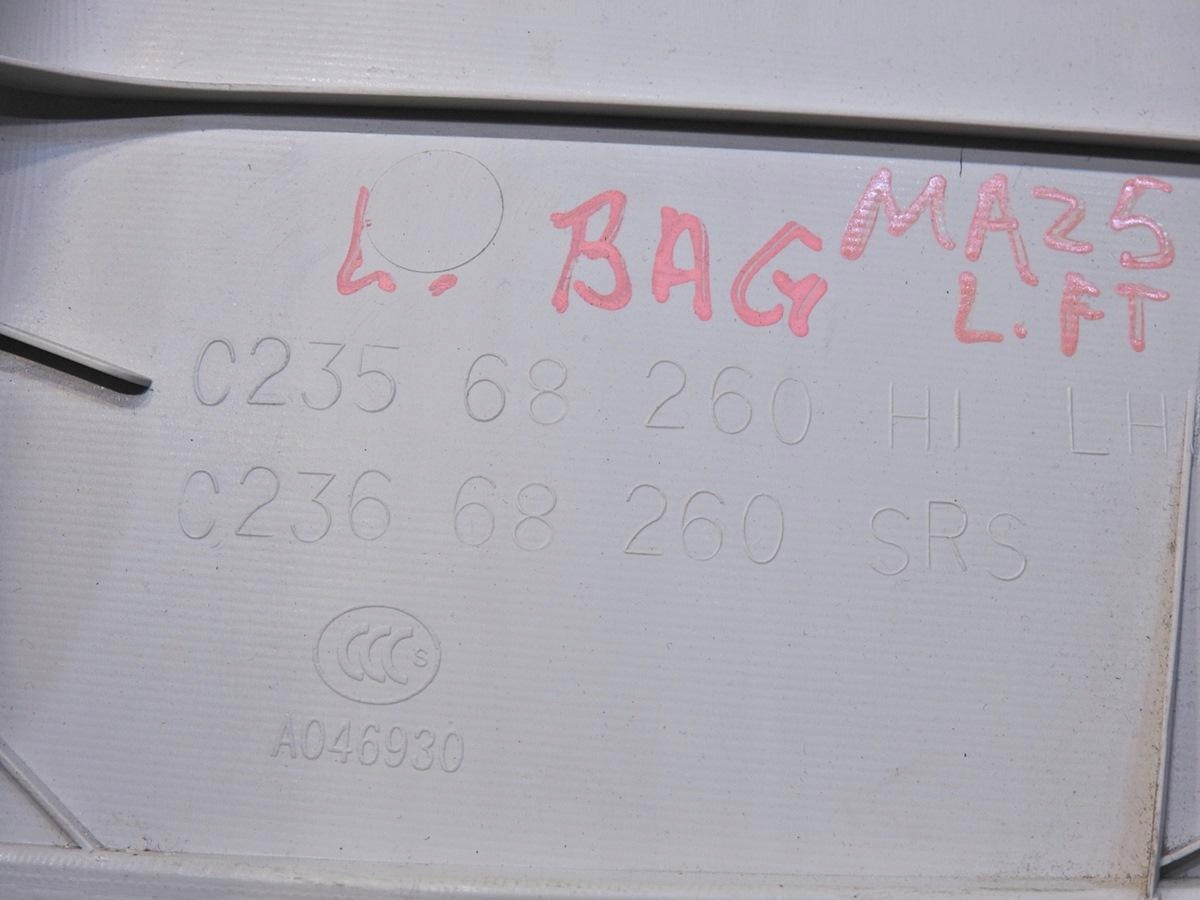 L. BAG
MAZ5
L. FT
C235 68 260 HI LH
C236 68 260 SRS
CCC S
A046930